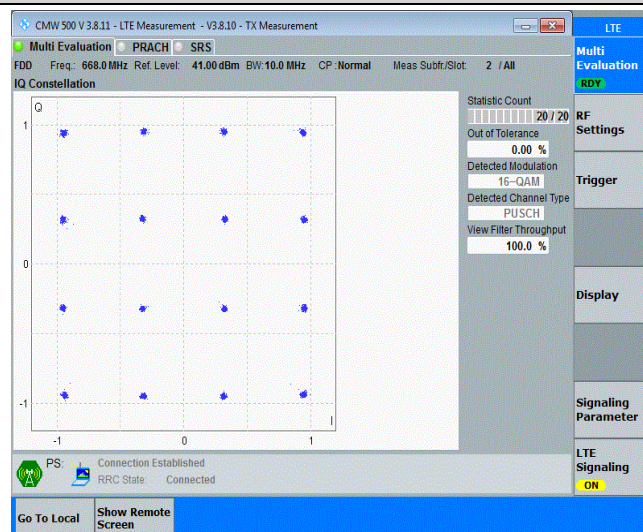 CMW 500 V 3.8.11 - LTE Measurement - V3.8.10 - TX Measurement
LTE
Multi Evaluation PRACH SRS
Multi
Evaluation
RDY
FDD Freq.: 668.0 MHz Ref. Level: 41.00 dBm BW: 10.0 MHz CP : Normal Meas Subfr./Slot: 2 / All
IQ Constellation
Q
1
0
-1
-1 0 1
I
Statistic Count
20 / 20
Out of Tolerance
0.00 %
Detected Modulation
16-QAM
Detected Channel Type
PUSCH
View Filter Throughput
100.0 %
RF
Settings
Trigger
Display
Signaling
Parameter
LTE
Signaling
ON
PS: Connection Established
RRC State: Connected
Go To Local
Show Remote
Screen